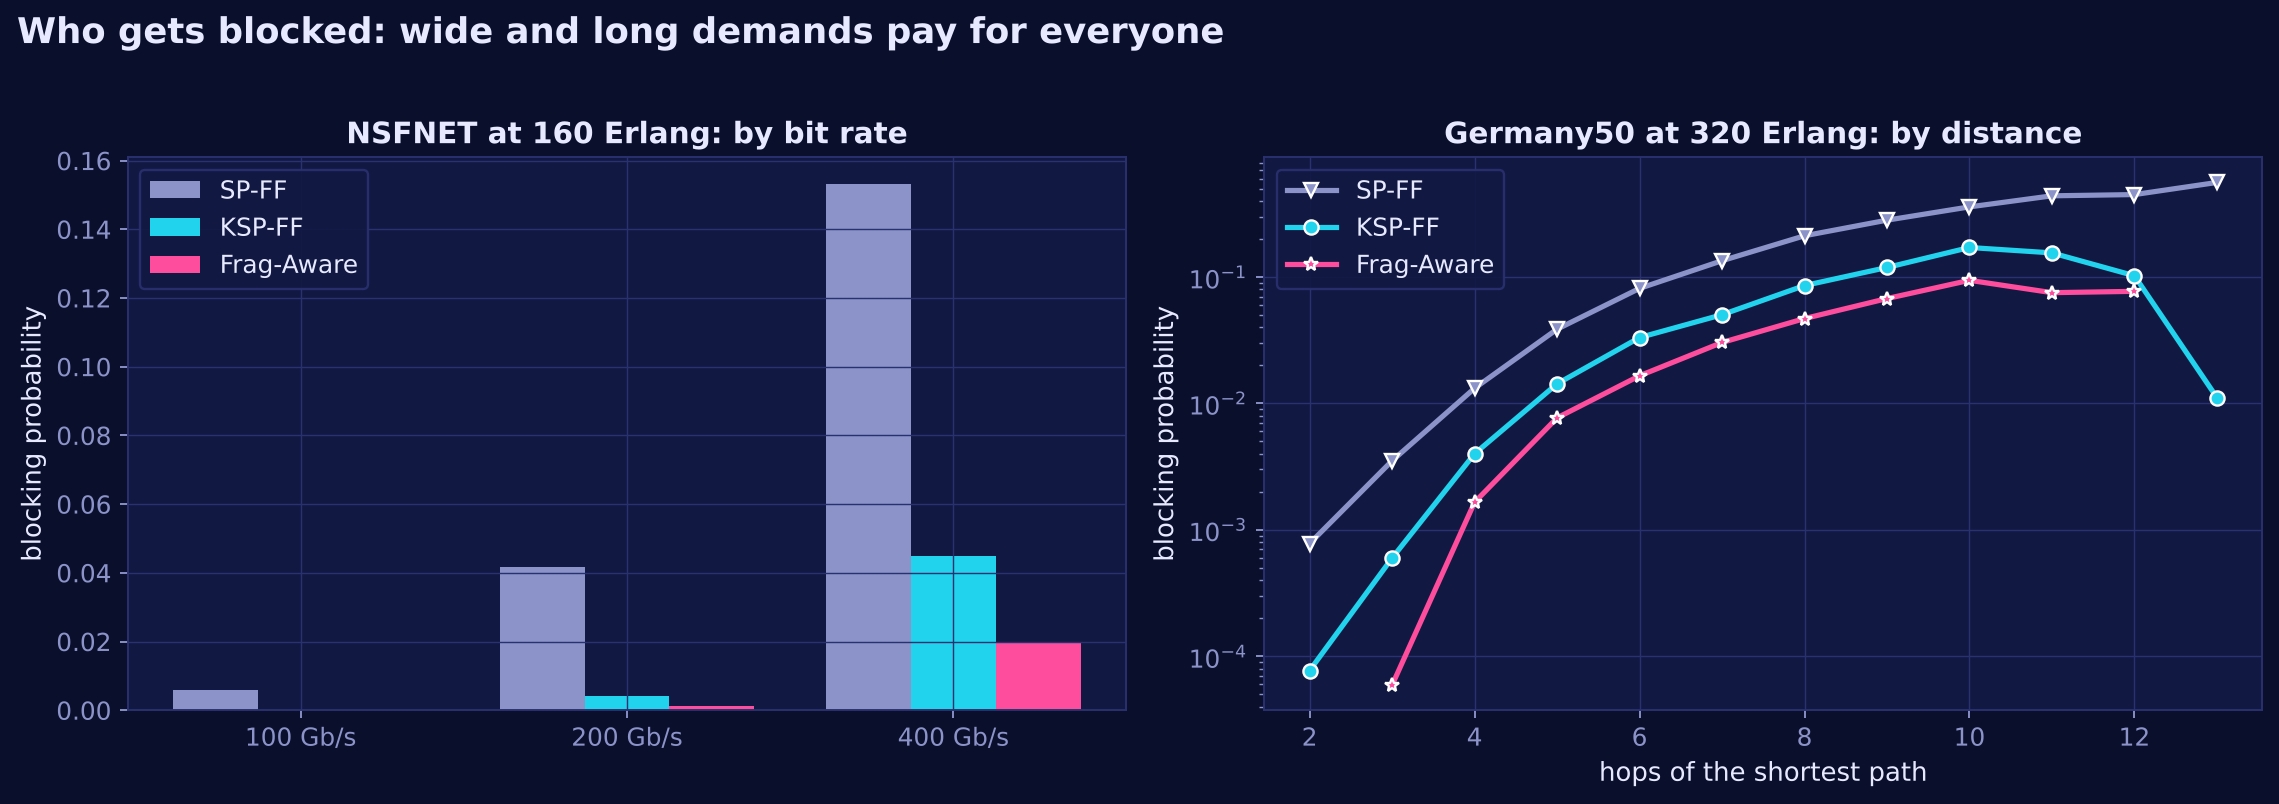 Who gets blocked: wide and long demands pay for everyone
NSFNET at 160 Erlang: by bit rate
blocking probability
0.16
0.14
0.12
0.10
0.08
0.06
0.04
0.02
0.00
SP-FF
KSP-FF
Frag-Aware
100 Gb/s
200 Gb/s
400 Gb/s
Germany50 at 320 Erlang: by distance
blocking probability
10⁻¹
10⁻²
10⁻³
10⁻⁴
SP-FF
KSP-FF
Frag-Aware
2
4
6
8
10
12
hops of the shortest path